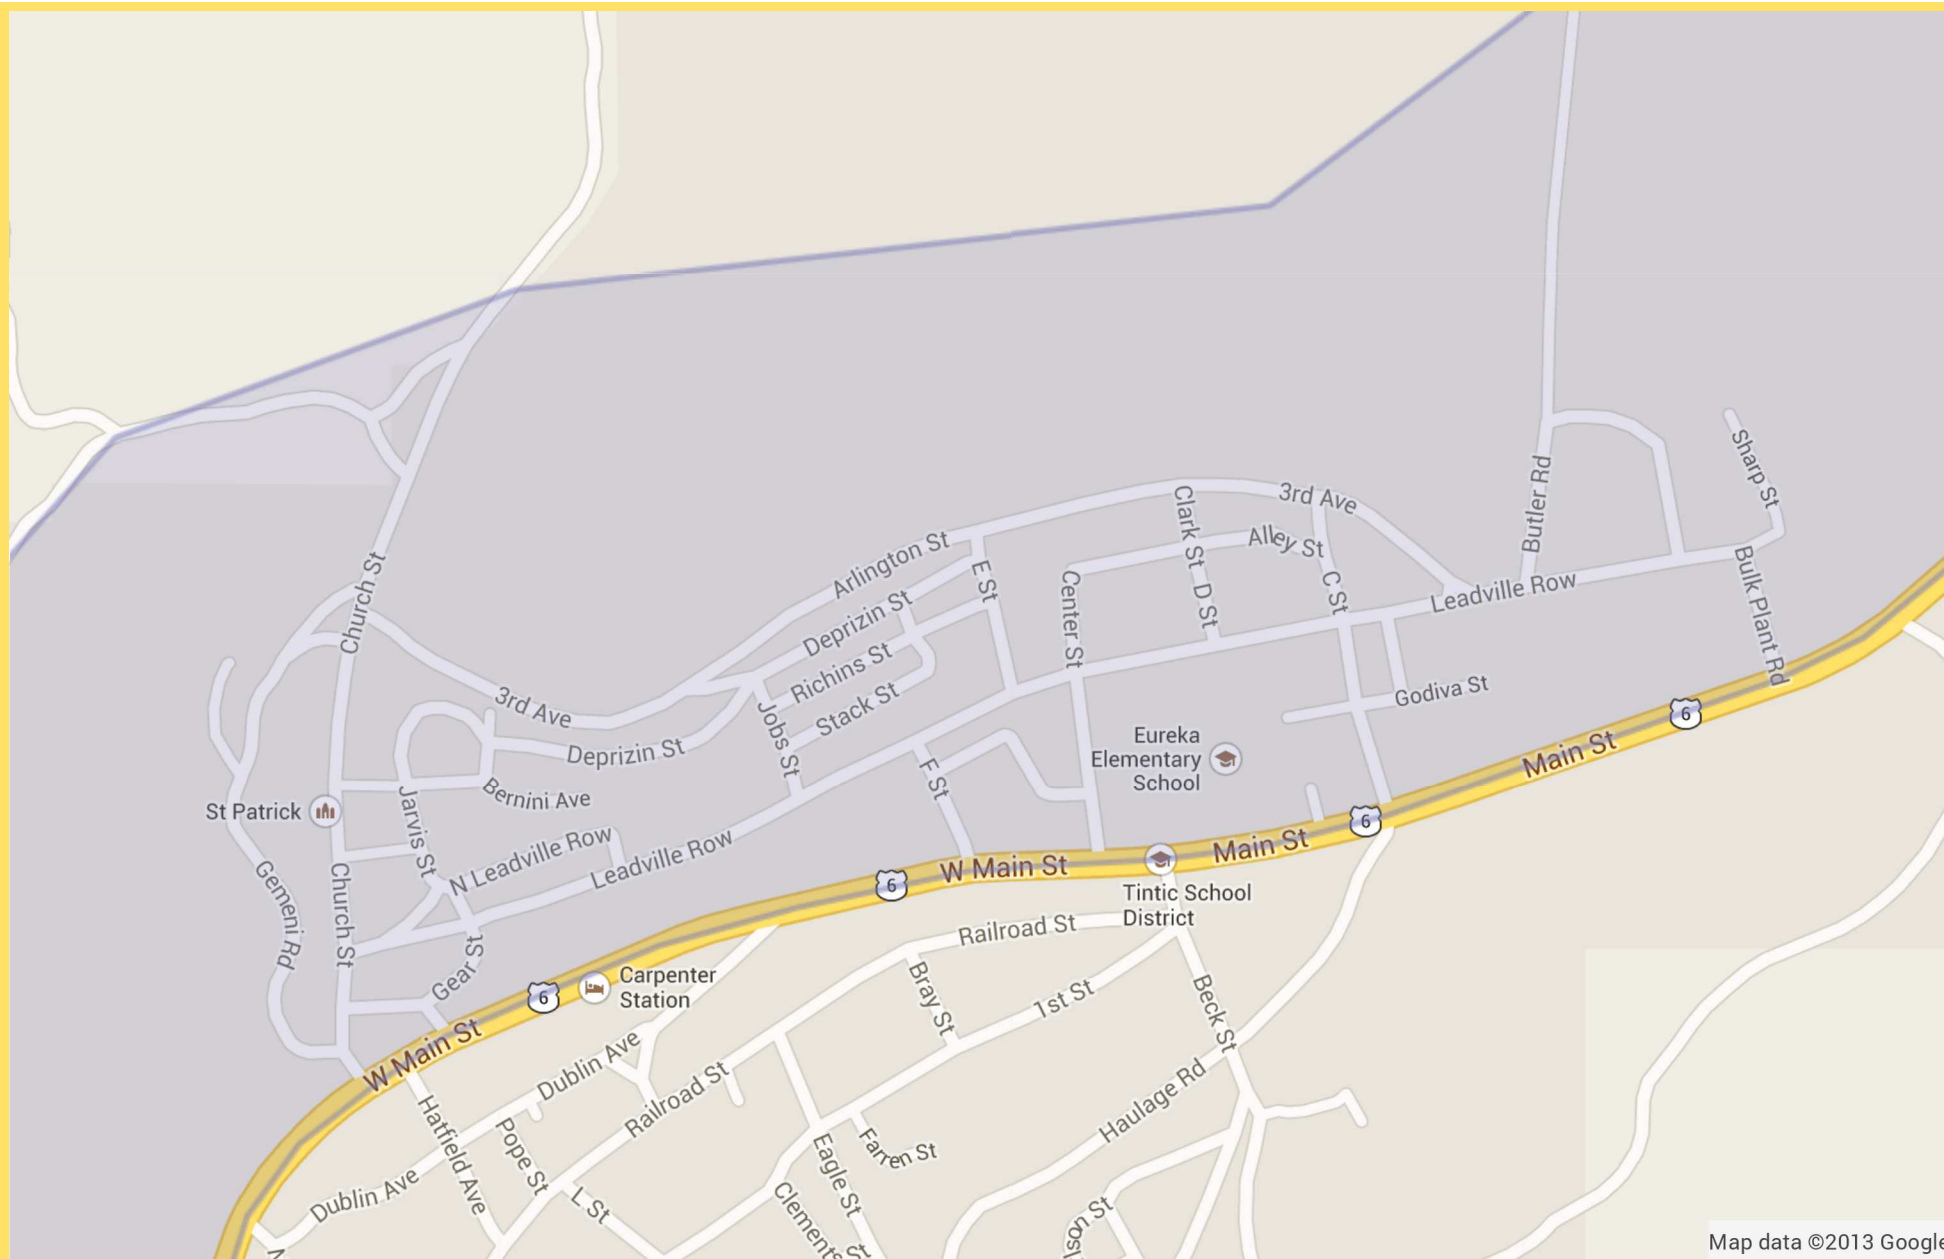 Sharp St
Butler Rd
3rd Ave
Clark St
Alley St
Arlington St
Church St
E St
Center St
D St
C St
Leadville Row
Bulk Plant Rd
Deprizin St
Richins St
Stack St
3rd Ave
Godiva St
Jobs St
Deprizin St
6
Eureka
Elementary
School
Main St
F St
Bernini Ave
St Patrick
Jarvis St
6
N Leadville Row
Leadville Row
Main St
W Main St
6
Tintic School
District
Gemeni Rd
Church St
Gear St
Railroad St
Carpenter
Station
6
Bray St
1st St
Beck St
W Main St
Dublin Ave
Railroad St
Haulage Rd
Hatfield Ave
Pope St
Farren St
Eagle St
Dublin Ave
L St
Clements
St
son St
Map data ©2013 Google